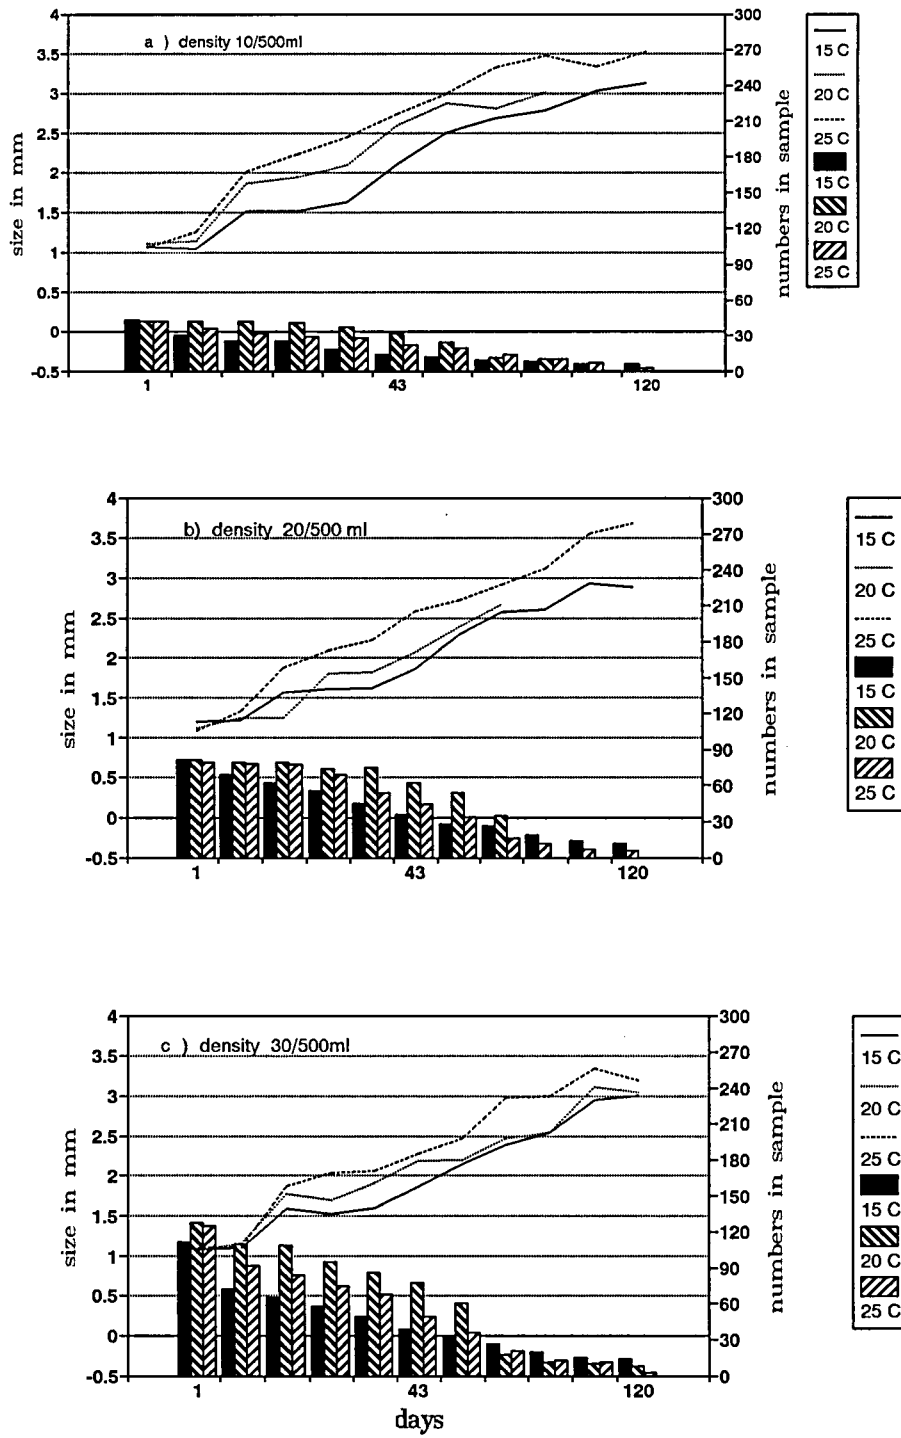 a ) density 10/500ml
4
3.5
3
2.5
2
1.5
1
0.5
0
-0.5
size in mm
300
270
240
210
180
150
120
90
60
30
0
numbers in sample
1 43 120
15 C
20 C
25 C
15 C
20 C
25 C
b) density 20/500 ml
4
3.5
3
2.5
2
1.5
1
0.5
0
-0.5
size in mm
300
270
240
210
180
150
120
90
60
30
0
numbers in sample
1 43 120
15 C
20 C
25 C
15 C
20 C
25 C
c ) density 30/500ml
4
3.5
3
2.5
2
1.5
1
0.5
0
-0.5
size in mm
300
270
240
210
180
150
120
90
60
30
0
numbers in sample
1 43 120
days
15 C
20 C
25 C
15 C
20 C
25 C